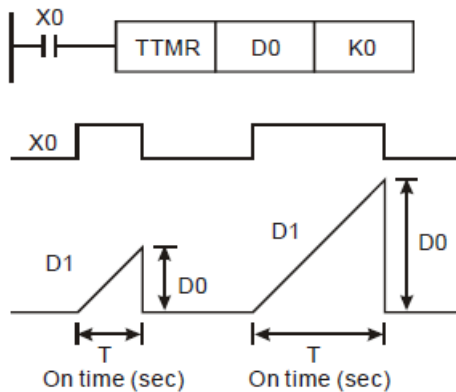 X0
TTMR D0 K0
X0
D1 D0 D1 D0
T T
On time (sec) On time (sec)